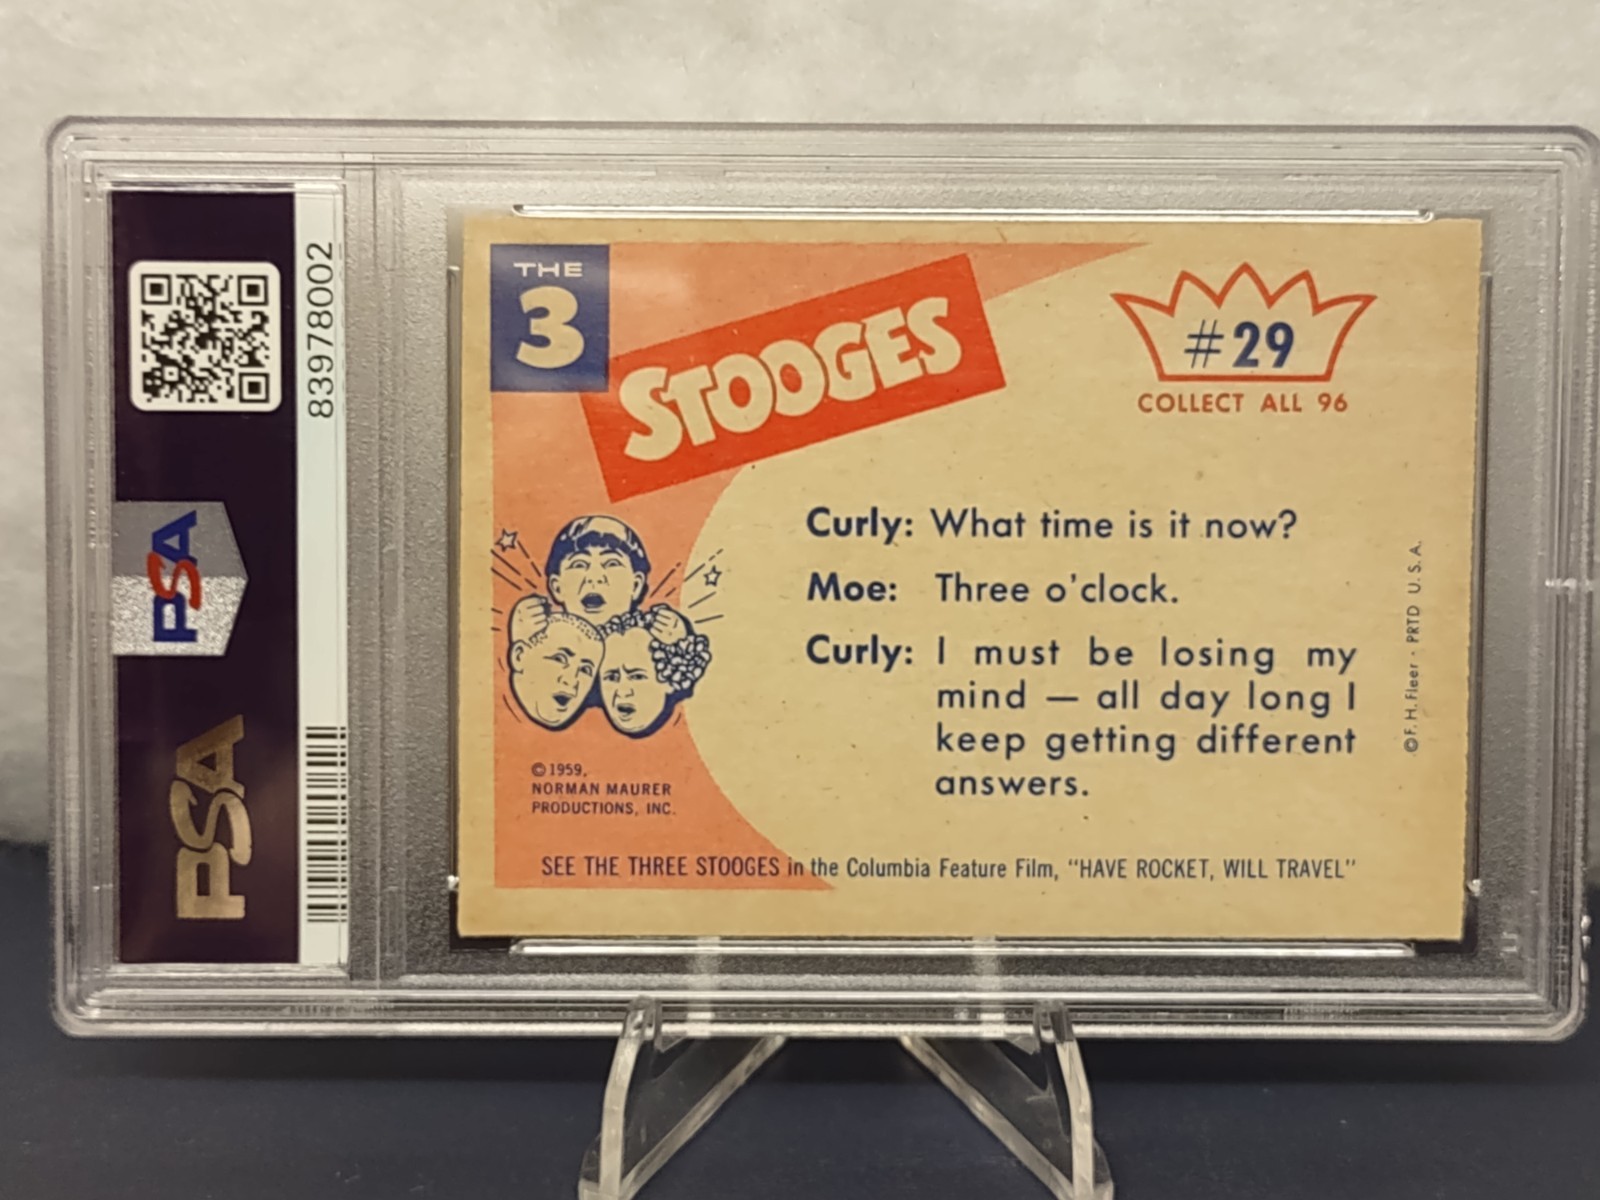 THE
3
STOOGES
#29
COLLECT ALL 96
Curly: What time is it now?
Moe: Three o'clock.
Curly: I must be losing my
mind — all day long I
keep getting different
answers.
© 1959,
NORMAN MAURER
PRODUCTIONS, INC.
SEE THE THREE STOOGES in the Columbia Feature Film, "HAVE ROCKET, WILL TRAVEL"
© F. H. Fleer · PRTD U. S. A.
83978002
PSA
PSA